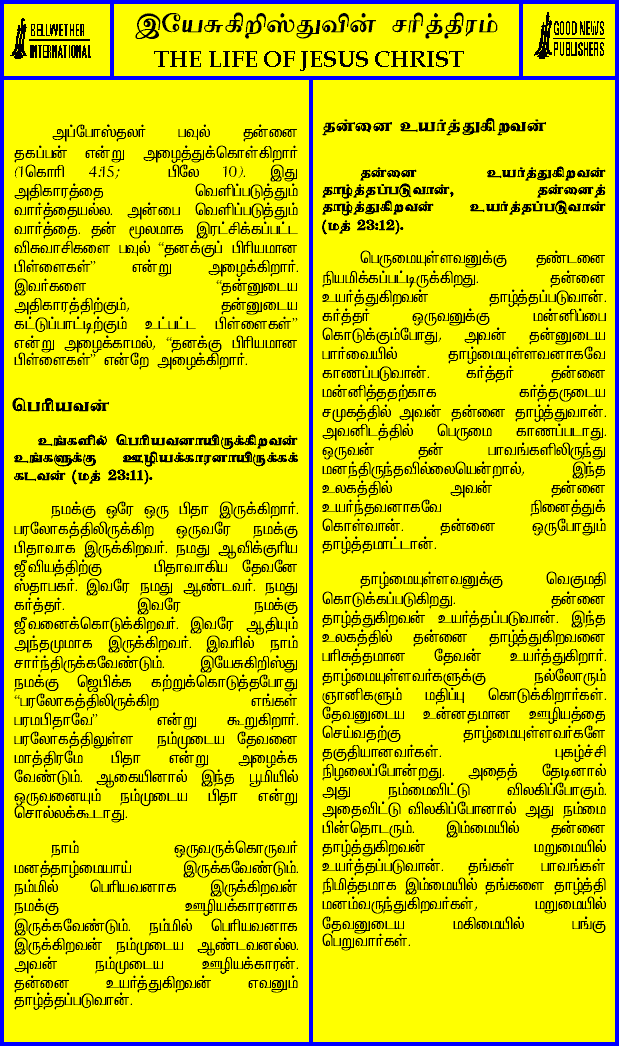 BELLWETHER
INTERNATIONAL
இயேசுகிறிஸ்துவின் சரித்திரம்
THE LIFE OF JESUS CHRIST
GOOD NEWS
PUBLISHERS
அப்போஸ்தலர் பவுல் தன்னை
தகப்பன் என்று அழைத்துக்கொள்கிறார்
(1கொரி 4:15; பிலே 10). இது
அதிகாரத்தை வெளிப்படுத்தும்
வார்த்தையல்ல. அன்பை வெளிப்படுத்தும்
வார்த்தை. தன் மூலமாக இரட்சிக்கப்பட்ட
விசுவாசிகளை பவுல் “தனக்குப் பிரியமான
பிள்ளைகள்” என்று அழைக்கிறார்.
இவர்களை “தன்னுடைய
அதிகாரத்திற்கும், தன்னுடைய
கட்டுப்பாட்டிற்கும் உட்பட்ட பிள்ளைகள்”
என்று அழைக்காமல், “தனக்கு பிரியமான
பிள்ளைகள்” என்றே அழைக்கிறார்.
பெரியவன்
உங்களில் பெரியவனாயிருக்கிறவன்
உங்களுக்கு ஊழியக்காரனாயிருக்கக்
கடவன் (மத் 23:11).
நமக்கு ஒரே ஒரு பிதா இருக்கிறார்.
பரலோகத்திலிருக்கிற ஒருவரே நமக்கு
பிதாவாக இருக்கிறவர். நமது ஆவிக்குரிய
ஜீவியத்திற்கு பிதாவாகிய தேவனே
ஸ்தாபகர். இவரே நமது ஆண்டவர். நமது
கர்த்தர். இவரே நமக்கு
ஜீவனைக்கொடுக்கிறவர். இவரே ஆதியும்
அந்தமுமாக இருக்கிறவர். இவரில் நாம்
சார்ந்திருக்கவேண்டும். இயேசுகிறிஸ்து
நமக்கு ஜெபிக்க கற்றுக்கொடுத்தபோது
“பரலோகத்திலிருக்கிற எங்கள்
பரமபிதாவே” என்று கூறுகிறார்.
பரலோகத்திலுள்ள நம்முடைய தேவனை
மாத்திரமே பிதா என்று அழைக்க
வேண்டும். ஆகையினால் இந்த பூமியில்
ஒருவனையும் நம்முடைய பிதா என்று
சொல்லக்கூடாது.
நாம் ஒருவருக்கொருவர்
மனத்தாழ்மையாய் இருக்கவேண்டும்.
நம்மில் பெரியவனாக இருக்கிறவன்
நமக்கு ஊழியக்காரனாக
இருக்கவேண்டும். நம்மில் பெரியவனாக
இருக்கிறவன் நம்முடைய ஆண்டவனல்ல.
அவன் நம்முடைய ஊழியக்காரன்.
தன்னை உயர்த்துகிறவன் எவனும்
தாழ்த்தப்படுவான்.
தன்னை உயர்த்துகிறவன்
தன்னை உயர்த்துகிறவன்
தாழ்த்தப்படுவான், தன்னைத்
தாழ்த்துகிறவன் உயர்த்தப்படுவான்
(மத் 23:12).
பெருமையுள்ளவனுக்கு தண்டனை
நியமிக்கப்பட்டிருக்கிறது. தன்னை
உயர்த்துகிறவன் தாழ்த்தப்படுவான்.
கர்த்தர் ஒருவனுக்கு மன்னிப்பை
கொடுக்கும்போது, அவன் தன்னுடைய
பார்வையில் தாழ்மையுள்ளவனாகவே
காணப்படுவான். கர்த்தர் தன்னை
மன்னித்ததற்காக கர்த்தருடைய
சமுகத்தில் அவன் தன்னை தாழ்த்துவான்.
அவனிடத்தில் பெருமை காணப்படாது.
ஒருவன் தன் பாவங்களிலிருந்து
மனந்திருந்தவில்லையென்றால், இந்த
உலகத்தில் அவன் தன்னை
உயர்ந்தவனாகவே நினைத்துக்
கொள்வான். தன்னை ஒருபோதும்
தாழ்த்தமாட்டான்.
தாழ்மையுள்ளவனுக்கு வெகுமதி
கொடுக்கப்படுகிறது. தன்னை
தாழ்த்துகிறவன் உயர்த்தப்படுவான். இந்த
உலகத்தில் தன்னை தாழ்த்துகிறவனை
பரிசுத்தமான தேவன் உயர்த்துகிறார்.
தாழ்மையுள்ளவர்களுக்கு நல்லோரும்
ஞானிகளும் மதிப்பு கொடுக்கிறார்கள்.
தேவனுடைய உன்னதமான ஊழியத்தை
செய்வதற்கு தாழ்மையுள்ளவர்களே
தகுதியானவர்கள். புகழ்ச்சி
நிழலைப்போன்றது. அதைத் தேடினால்
அது நம்மைவிட்டு விலகிப்போகும்.
அதைவிட்டு விலகிப்போனால் அது நம்மை
பின்தொடரும். இம்மையில் தன்னை
தாழ்த்துகிறவன் மறுமையில்
உயர்த்தப்படுவான். தங்கள் பாவங்கள்
நிமித்தமாக இம்மையில் தங்களை தாழ்த்தி
மனம்வருந்துகிறவர்கள், மறுமையில்
தேவனுடைய மகிமையில் பங்கு
பெறுவார்கள்.